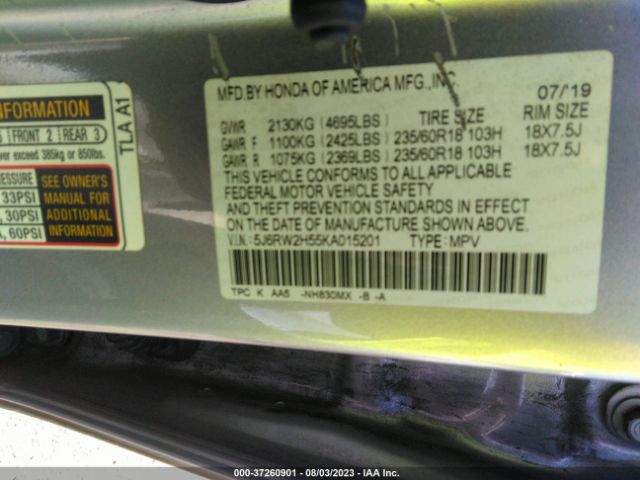 INFORMATION
FRONT 2 REAR 3
ver exceed 385kg or 850lbs.
TLA A1
RESSURE SEE OWNER'S
33PSI MANUAL FOR
, 30PSI ADDITIONAL
A, 60PSI INFORMATION
MFD.BY HONDA OF AMERICA MFG.,INC. 07/'19
GVWR 2130KG (4695LBS) TIRE SIZE RIM SIZE
GAWR F 1100KG (2425LBS) 235/60R18 103H 18X7.5J
GAWR R 1075KG (2369LBS) 235/60R18 103H 18X7.5J
THIS VEHICLE CONFORMS TO ALL APPLICABLE
FEDERAL MOTOR VEHICLE SAFETY
AND THEFT PREVENTION STANDARDS IN EFFECT
ON THE DATE OF MANUFACTURE SHOWN ABOVE.
V.I.N.: 5J6RW2H55KA015201 TYPE: MPV
TPC K AA5 -NH830MX -B -A
000-37260901 - 08/03/2023 - IAA Inc.